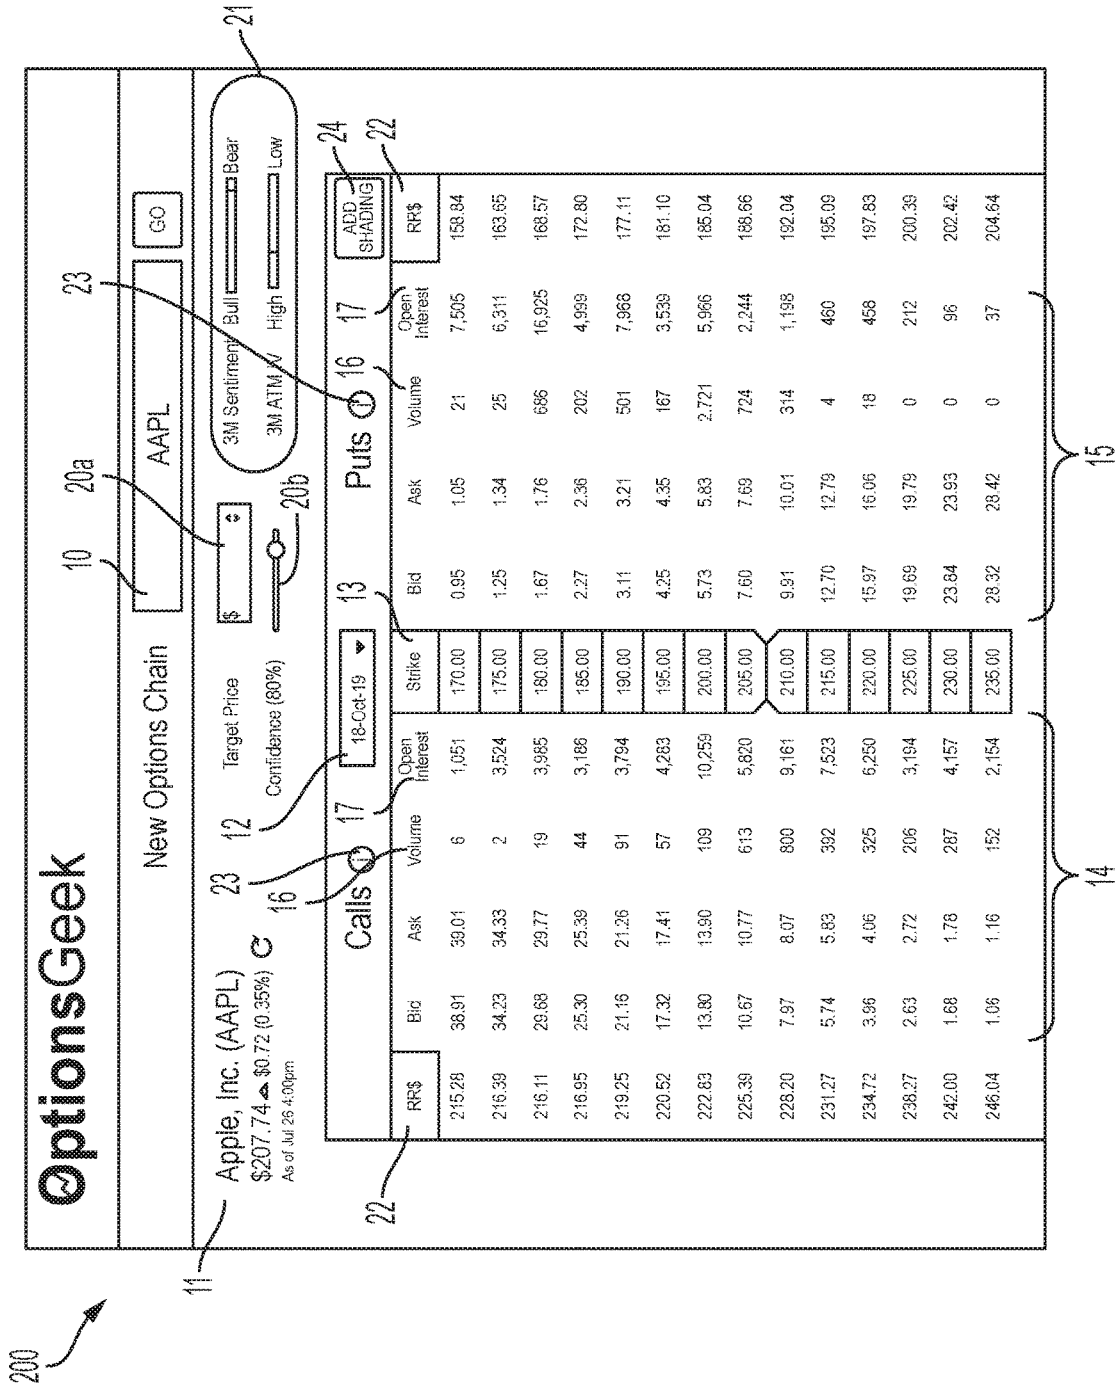 200
OptionsGeek
New Options Chain
10
AAPL
GO
11
Apple, Inc. (AAPL)
$207.74 ▲ $0.72 (0.35%)
As of Jul 26 4:00pm
Target Price
$
20a
Confidence (80%)
20b
3M Sentiment Bull Bear
3M ATM IV High Low
21
12
23
Calls i
16
17
18-Oct-19
13
Puts i
23
16
17
ADD SHADING
24
22
22
RR$ Bid Ask Volume Open Interest Strike Bid Ask Volume Open Interest RR$
215.28 38.91 39.01 6 1,051 170.00 0.95 1.05 21 7,505 158.84
216.39 34.23 34.33 2 3,524 175.00 1.25 1.34 25 6,311 163.65
216.11 29.68 29.77 19 3,985 180.00 1.67 1.76 686 16,925 168.57
216.95 25.30 25.39 44 3,186 185.00 2.27 2.36 202 4,999 172.80
219.25 21.16 21.26 91 3,794 190.00 3.11 3.21 501 7,968 177.11
220.52 17.32 17.41 57 4,283 195.00 4.25 4.35 167 3,539 181.10
222.83 13.80 13.90 109 10,259 200.00 5.73 5.83 2.721 5,966 185.04
225.39 10.67 10.77 613 5,820 205.00 7.60 7.69 724 2,244 188.66
228.20 7.97 8.07 800 9,161 210.00 9.91 10.01 314 1,198 192.04
231.27 5.74 5.83 392 7,523 215.00 12.70 12.79 4 460 195.09
234.72 3.96 4.06 325 6,250 220.00 15.97 16.06 18 458 197.83
238.27 2.63 2.72 206 3,194 225.00 19.69 19.79 0 212 200.39
242.00 1.68 1.78 287 4,157 230.00 23.84 23.93 0 96 202.42
246.04 1.06 1.16 152 2,154 235.00 28.32 28.42 0 37 204.64
14
15